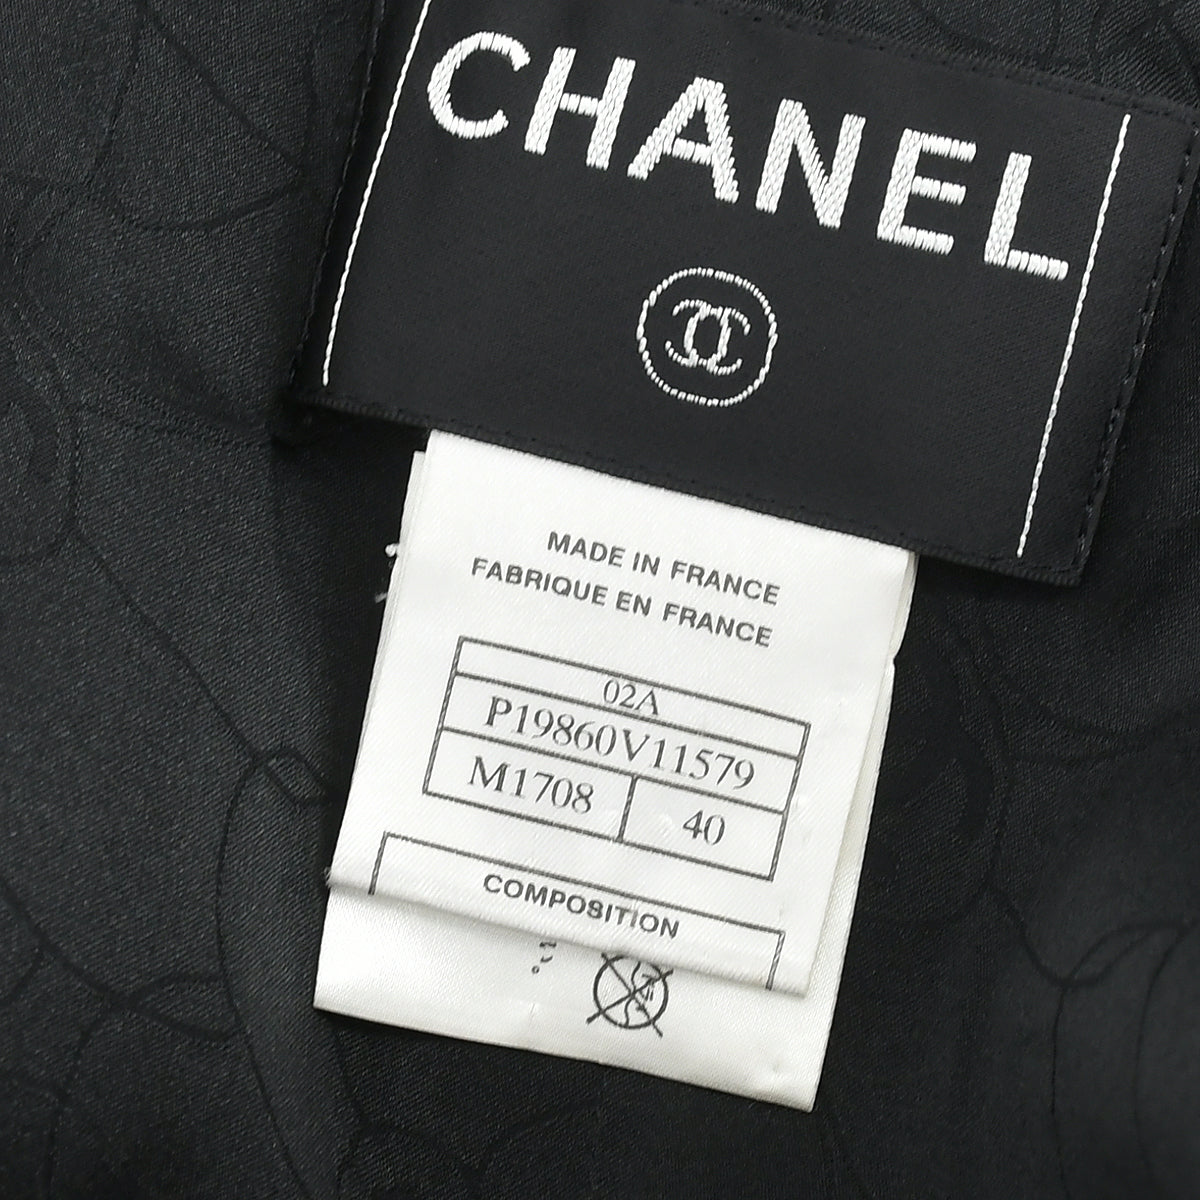 CHANEL
MADE IN FRANCE
FABRIQUE EN FRANCE
02A
P19860V11579
M1708 40
COMPOSITION